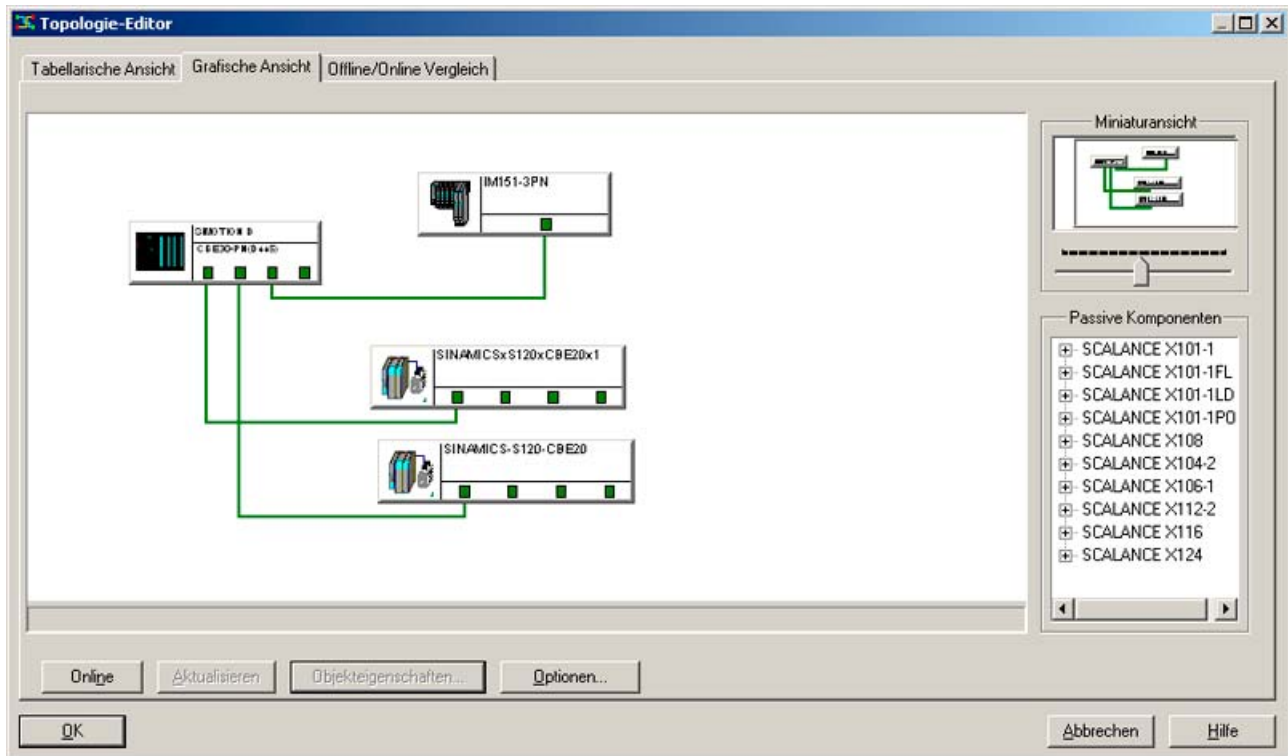 Topologie-Editor
Tabellarische Ansicht
Grafische Ansicht
Offline/Online Vergleich
IM151-3PN
SIMOTION D
SINAMICSxS120xCBE20x1
SINAMICS-S120-CBE20
Miniaturansicht
Passive Komponenten
SCALANCE X101-1
SCALANCE X101-1FL
SCALANCE X101-1LD
SCALANCE X101-1PO
SCALANCE X108
SCALANCE X104-2
SCALANCE X106-1
SCALANCE X112-2
SCALANCE X116
SCALANCE X124
Online
Aktualisieren
Objekteigenschaften...
Optionen...
OK
Abbrechen
Hilfe